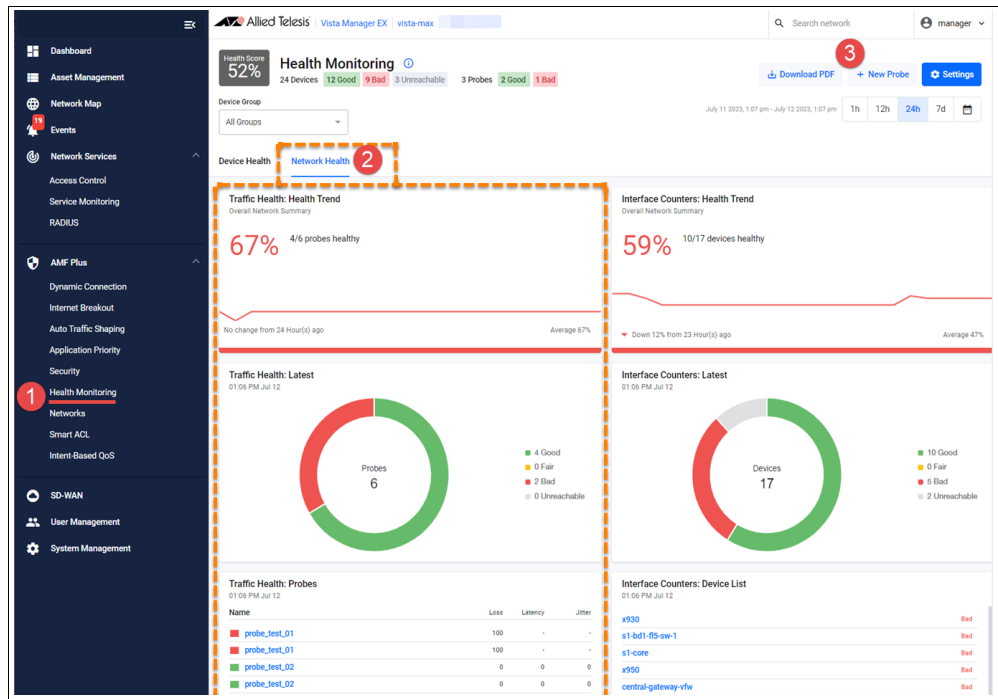 Allied Telesis Vista Manager EX vista-max
Search network
manager
Dashboard
Asset Management
Network Map
19
Events
Network Services
Access Control
Service Monitoring
RADIUS
AMF Plus
Dynamic Connection
Internet Breakout
Auto Traffic Shaping
Application Priority
Security
1
Health Monitoring
Networks
Smart ACL
Intent-Based QoS
SD-WAN
User Management
System Management
Health Score
52%
Health Monitoring
24 Devices 12 Good 9 Bad 3 Unreachable 3 Probes 2 Good 1 Bad
3
Download PDF + New Probe Settings
Device Group
All Groups
July 11 2023, 1:07 pm - July 12 2023, 1:07 pm 1h 12h 24h 7d
Device Health Network Health 2
Traffic Health: Health Trend
Overall Network Summary
67% 4/6 probes healthy
No change from 24 Hour(s) ago Average 67%
Interface Counters: Health Trend
Overall Network Summary
59% 10/17 devices healthy
Down 12% from 23 Hour(s) ago Average 47%
Traffic Health: Latest
01:06 PM Jul 12
Probes
6
4 Good
0 Fair
2 Bad
0 Unreachable
Interface Counters: Latest
01:06 PM Jul 12
Devices
17
10 Good
0 Fair
5 Bad
2 Unreachable
Traffic Health: Probes
01:06 PM Jul 12
Name Loss Latency Jitter
probe_test_01 100 - -
probe_test_01 100 - -
probe_test_02 0 0 0
probe_test_02 0 0 0
Interface Counters: Device List
01:06 PM Jul 12
x930 Bad
s1-bd1-fl5-sw-1 Bad
s1-core Bad
x950 Bad
central-gateway-vfw Bad